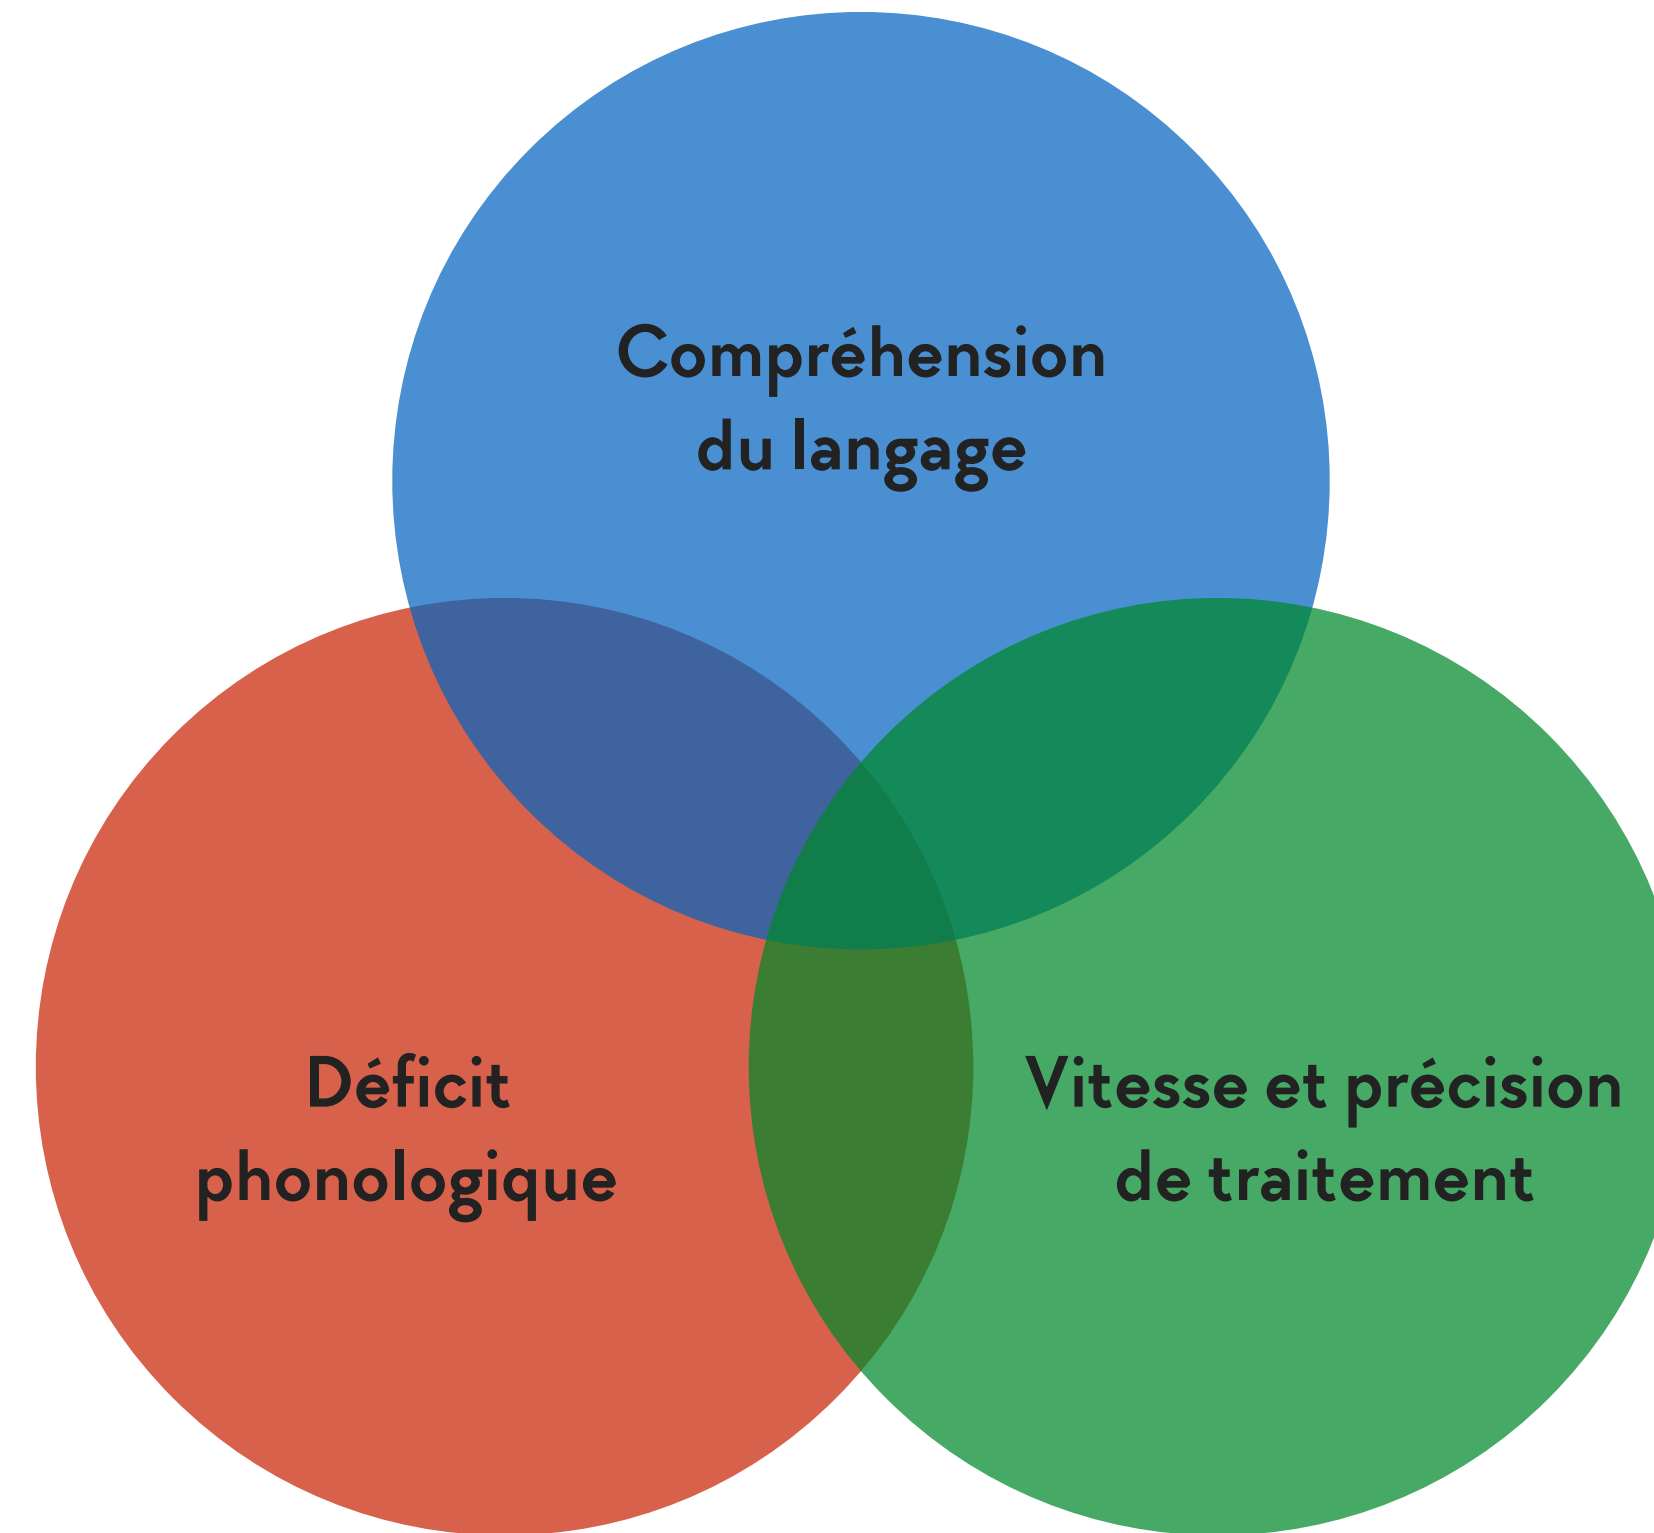 Compréhension
du langage
Déficit
phonologique
Vitesse et précision
de traitement